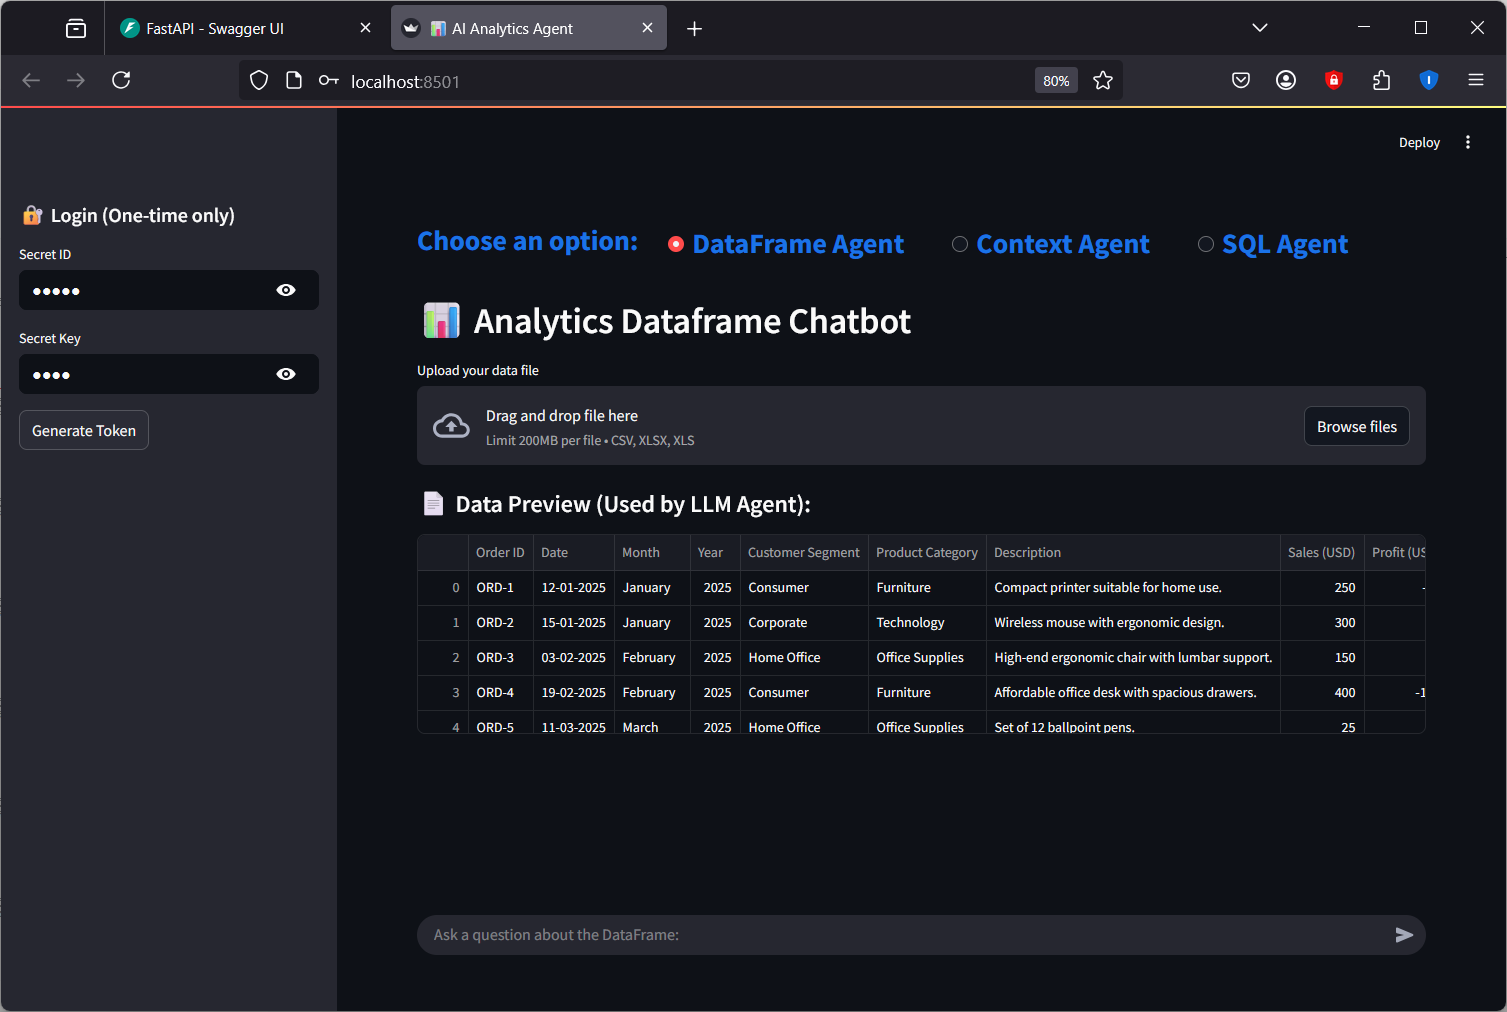 FastAPI - Swagger UI
AI Analytics Agent
localhost:8501
80%
Deploy
Login (One-time only)
Secret ID
•••••
Secret Key
••••
Generate Token
Choose an option: DataFrame Agent Context Agent SQL Agent
Analytics Dataframe Chatbot
Upload your data file
Drag and drop file here
Limit 200MB per file • CSV, XLSX, XLS
Browse files
Data Preview (Used by LLM Agent):
Order ID Date Month Year Customer Segment Product Category Description Sales (USD) Profit (US
0 ORD-1 12-01-2025 January 2025 Consumer Furniture Compact printer suitable for home use. 250 -
1 ORD-2 15-01-2025 January 2025 Corporate Technology Wireless mouse with ergonomic design. 300
2 ORD-3 03-02-2025 February 2025 Home Office Office Supplies High-end ergonomic chair with lumbar support. 150
3 ORD-4 19-02-2025 February 2025 Consumer Furniture Affordable office desk with spacious drawers. 400 -1
4 ORD-5 11-03-2025 March 2025 Home Office Office Supplies Set of 12 ballpoint pens. 25
Ask a question about the DataFrame: